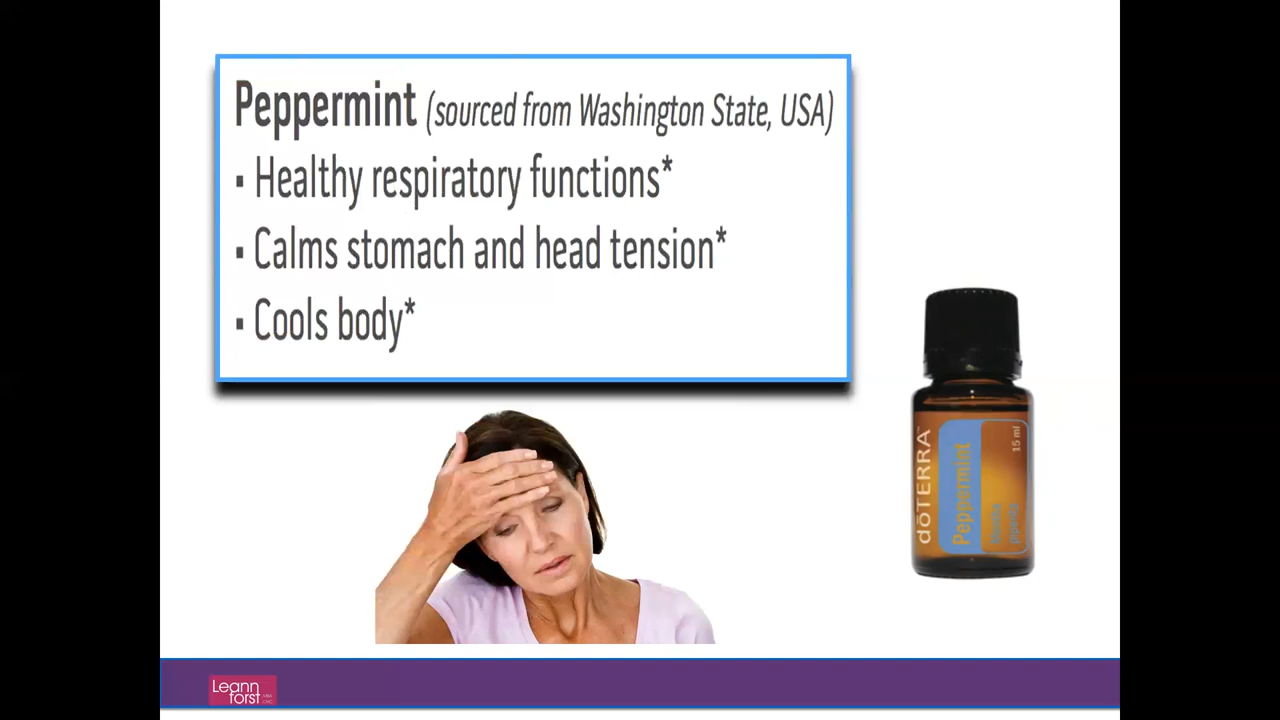 Peppermint (sourced from Washington State, USA)
▪ Healthy respiratory functions*
▪ Calms stomach and head tension*
▪ Cools body*
dōTERRA™
Peppermint
15 ml
Leann
forst